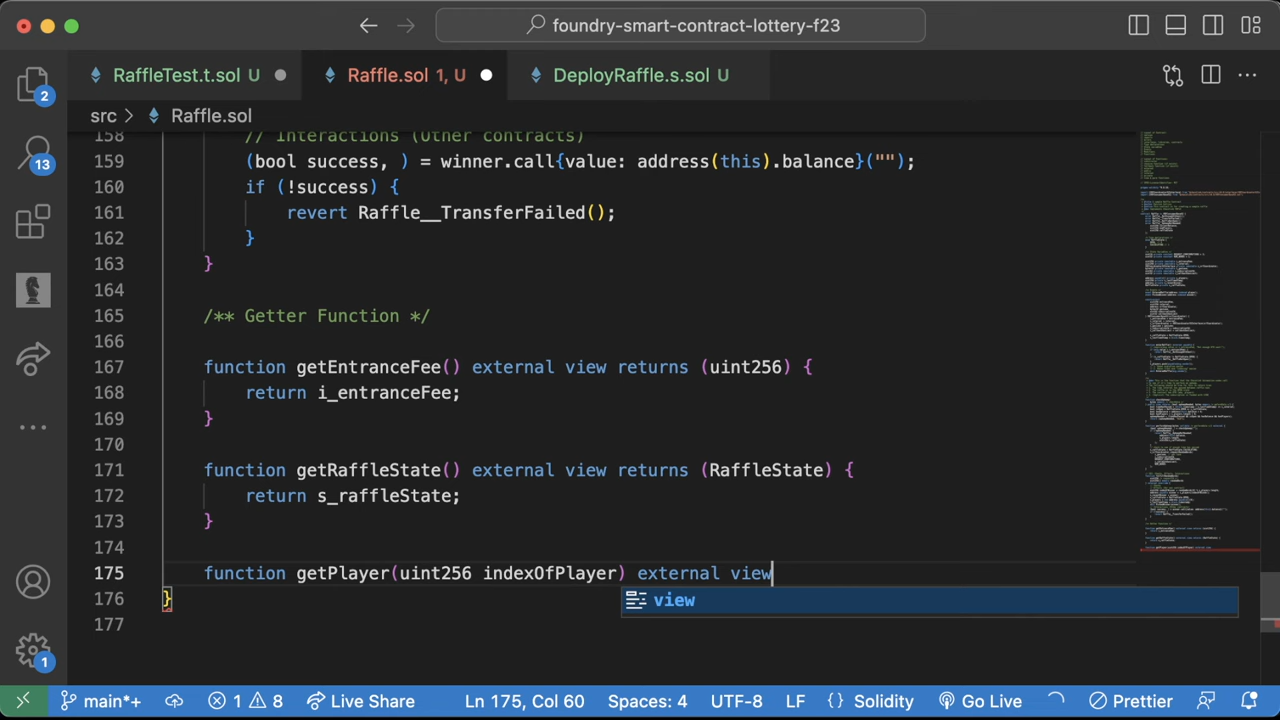 foundry-smart-contract-lottery-f23
RaffleTest.t.sol U
Raffle.sol 1, U
DeployRaffle.s.sol U
src > Raffle.sol
2
13
1
158 // Interactions (Other contracts)
159 (bool success, ) = winner.call{value: address(this).balance}("");
160 if (!success) {
161 revert Raffle__TransferFailed();
162 }
163 }
164
165 /** Getter Function */
166
167 function getEntranceFee() external view returns (uint256) {
168 return i_entranceFee;
169 }
170
171 function getRaffleState() external view returns (RaffleState) {
172 return s_raffleState;
173 }
174
175 function getPlayer(uint256 indexOfPlayer) external view
176 }
view
177
main*+ 1 8 Live Share Ln 175, Col 60 Spaces: 4 UTF-8 LF {} Solidity Go Live Prettier